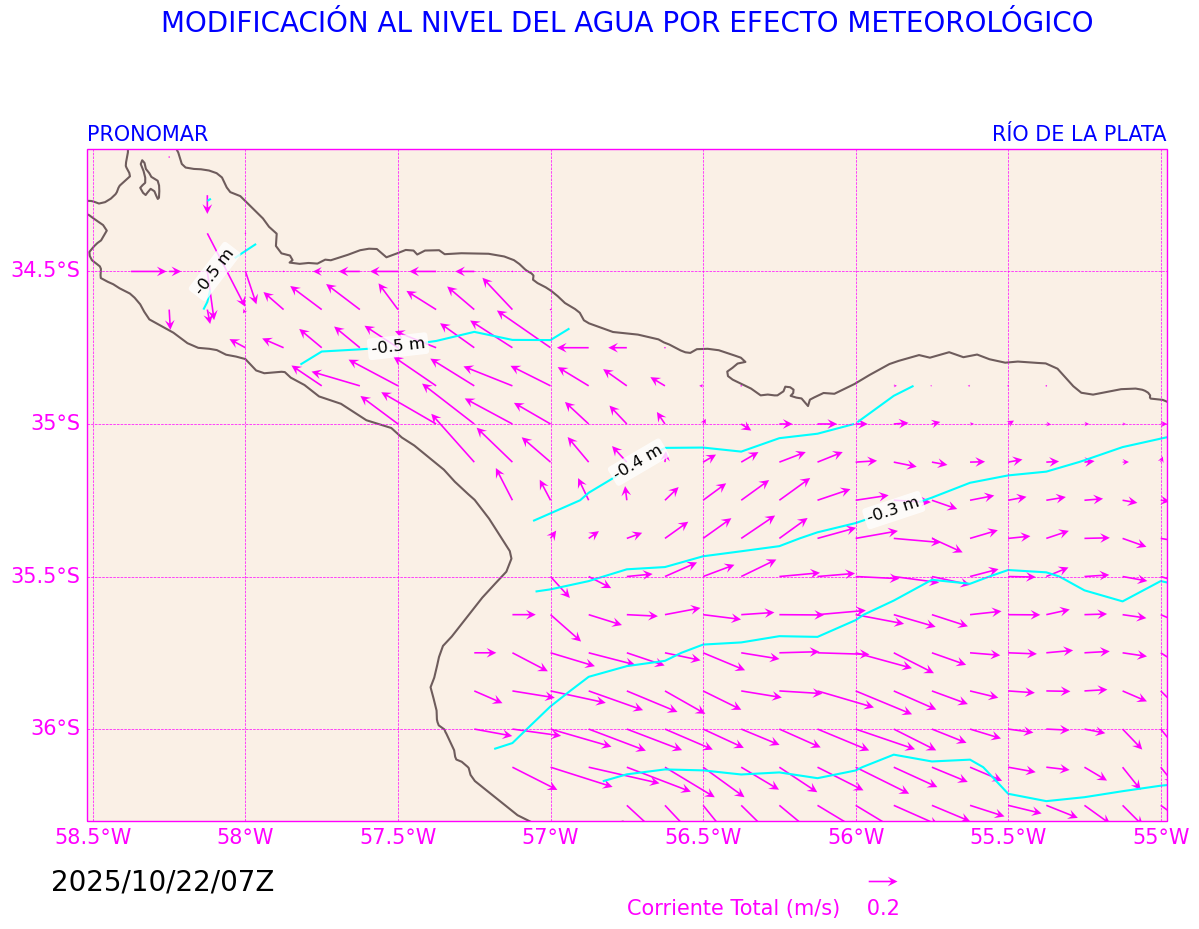 MODIFICACIÓN AL NIVEL DEL AGUA POR EFECTO METEOROLÓGICO
PRONOMAR
RÍO DE LA PLATA
-0.5 m
34.5°S
-0.5 m
35°S
-0.4 m
-0.3 m
35.5°S
36°S
58.5°W 58°W 57.5°W 57°W 56.5°W 56°W 55.5°W 55°W
2025/10/22/07Z
Corriente Total (m/s) 0.2